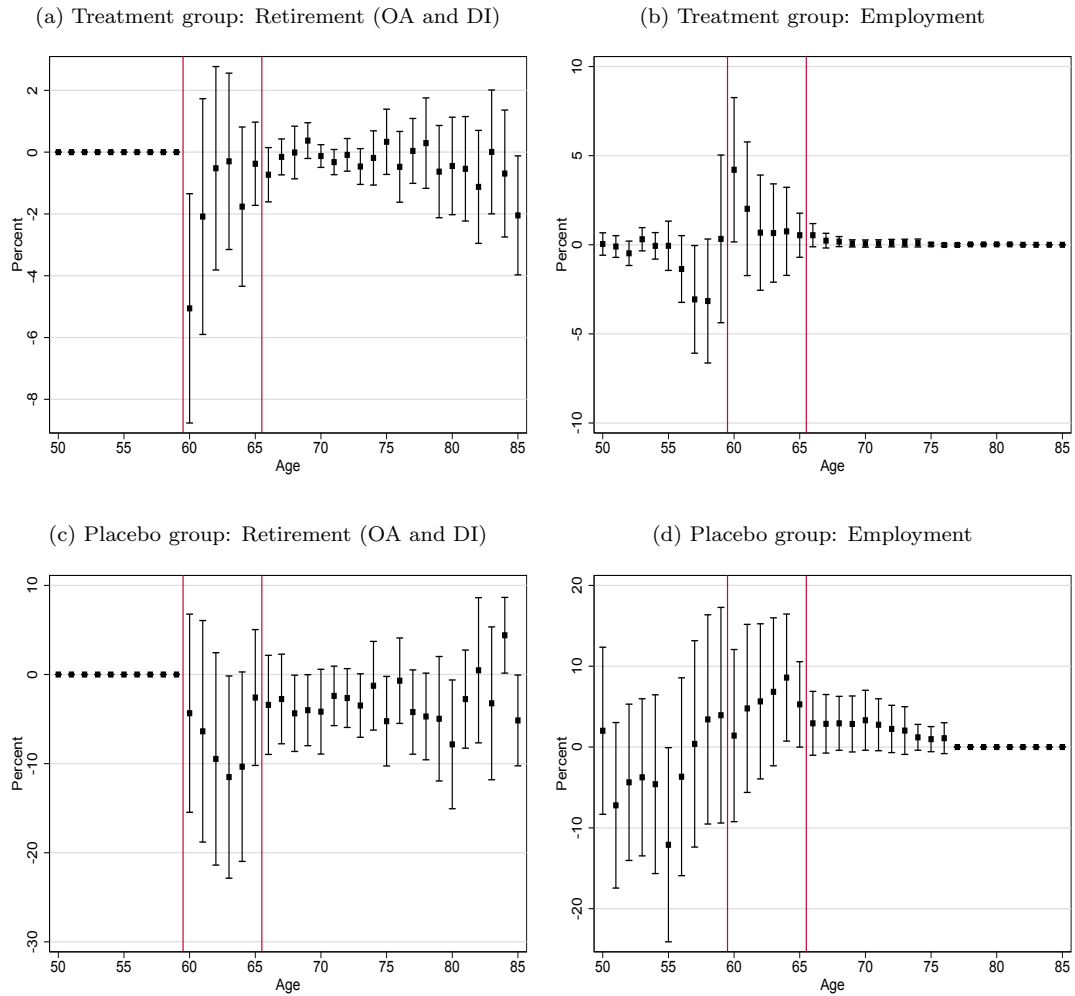 (a) Treatment group: Retirement (OA and DI)
2
0
-2
-4
-6
-8
Percent
50 55 60 65 70 75 80 85
Age
(b) Treatment group: Employment
10
5
0
-5
-10
Percent
50 55 60 65 70 75 80 85
Age
(c) Placebo group: Retirement (OA and DI)
10
0
-10
-20
-30
Percent
50 55 60 65 70 75 80 85
Age
(d) Placebo group: Employment
20
10
0
-10
-20
Percent
50 55 60 65 70 75 80 85
Age